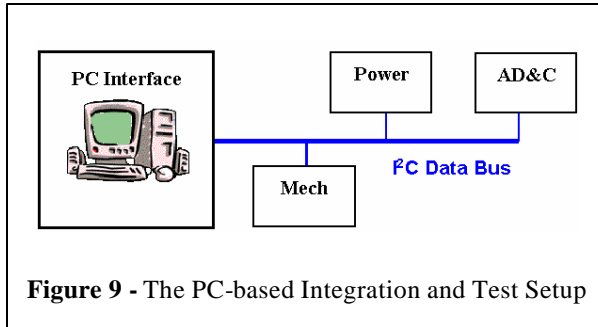 PC Interface
Power
AD&C
I²C Data Bus
Mech
Figure 9 - The PC-based Integration and Test Setup